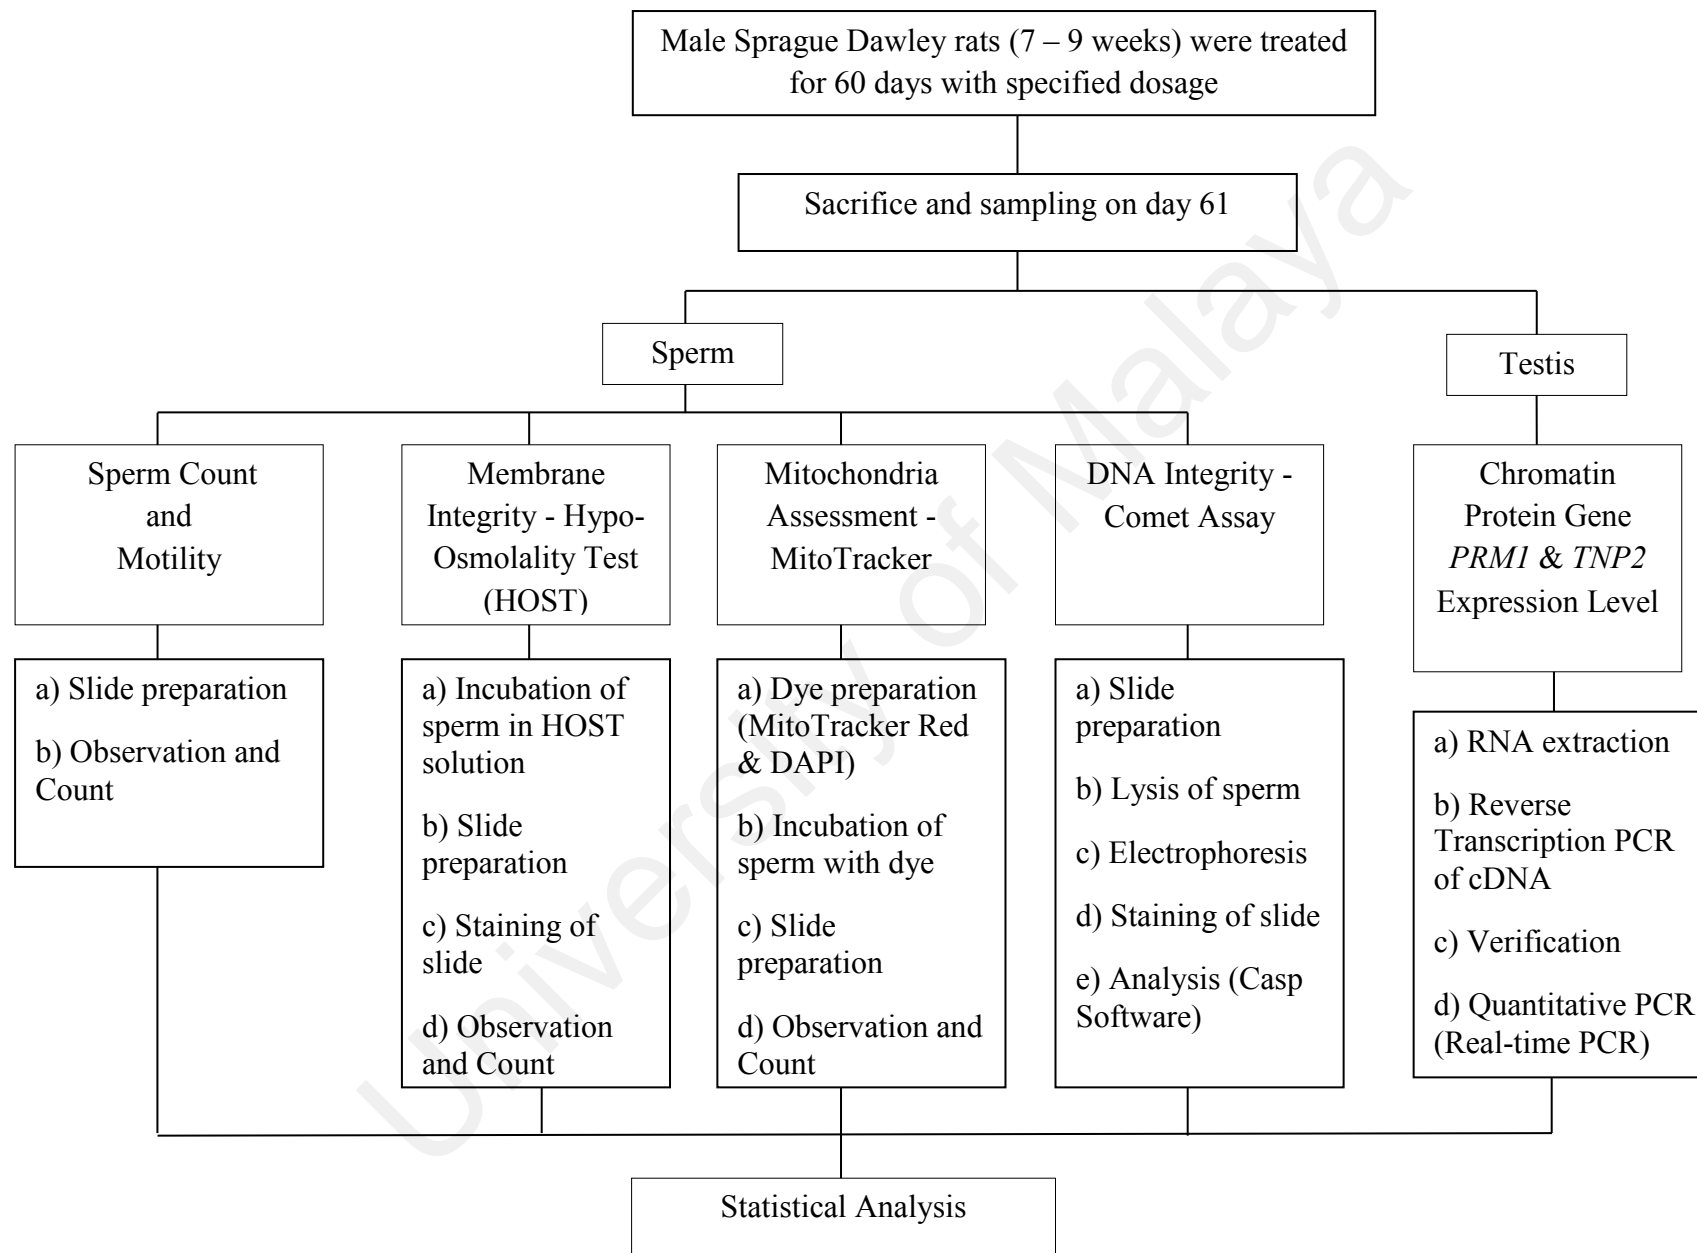 Male Sprague Dawley rats (7 – 9 weeks) were treated
for 60 days with specified dosage
Sacrifice and sampling on day 61
Sperm
Testis
Sperm Count
and
Motility
Membrane
Integrity - Hypo-
Osmolality Test
(HOST)
Mitochondria
Assessment -
MitoTracker
DNA Integrity -
Comet Assay
Chromatin
Protein Gene
PRM1 & TNP2
Expression Level
a) Slide preparation
b) Observation and
Count
a) Incubation of
sperm in HOST
solution
b) Slide
preparation
c) Staining of
slide
d) Observation
and Count
a) Dye preparation
(MitoTracker Red
& DAPI)
b) Incubation of
sperm with dye
c) Slide
preparation
d) Observation and
Count
a) Slide
preparation
b) Lysis of sperm
c) Electrophoresis
d) Staining of slide
e) Analysis (Casp
Software)
a) RNA extraction
b) Reverse
Transcription PCR
of cDNA
c) Verification
d) Quantitative PCR
(Real-time PCR)
Statistical Analysis
University of Malaya